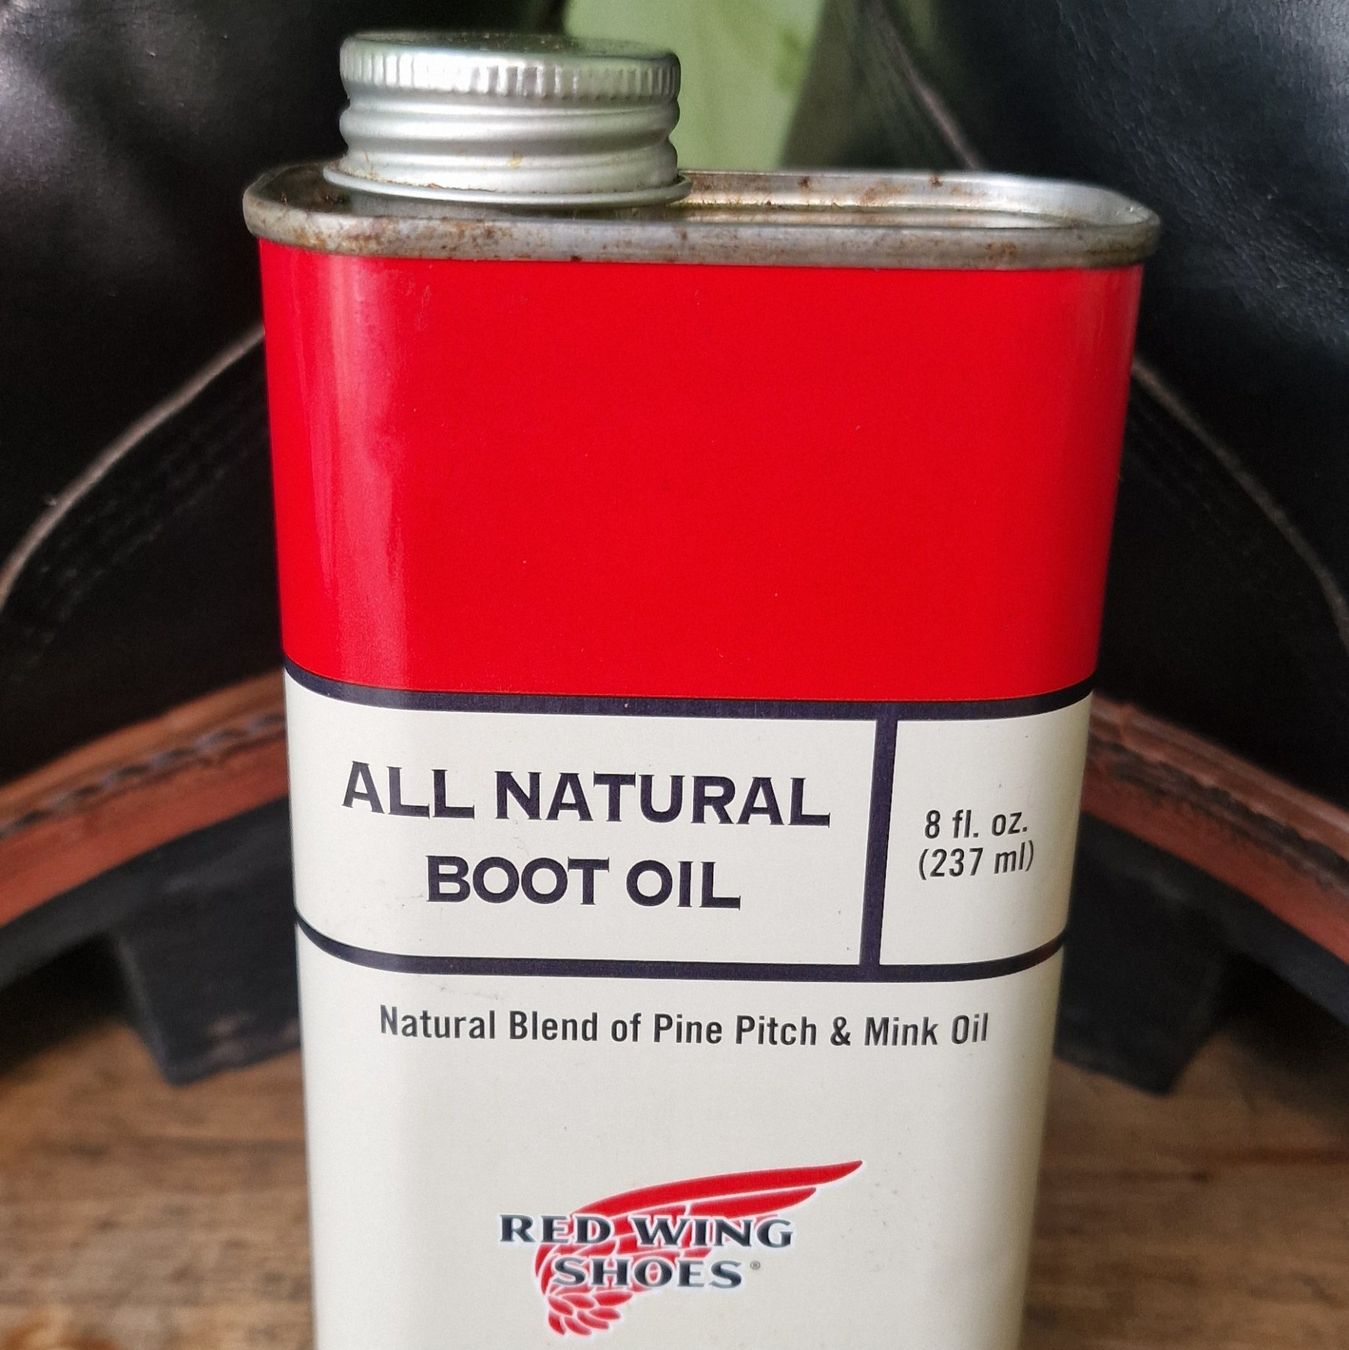 ALL NATURAL
BOOT OIL
8 fl. oz.
(237 ml)
Natural Blend of Pine Pitch & Mink Oil
RED WING
SHOES®